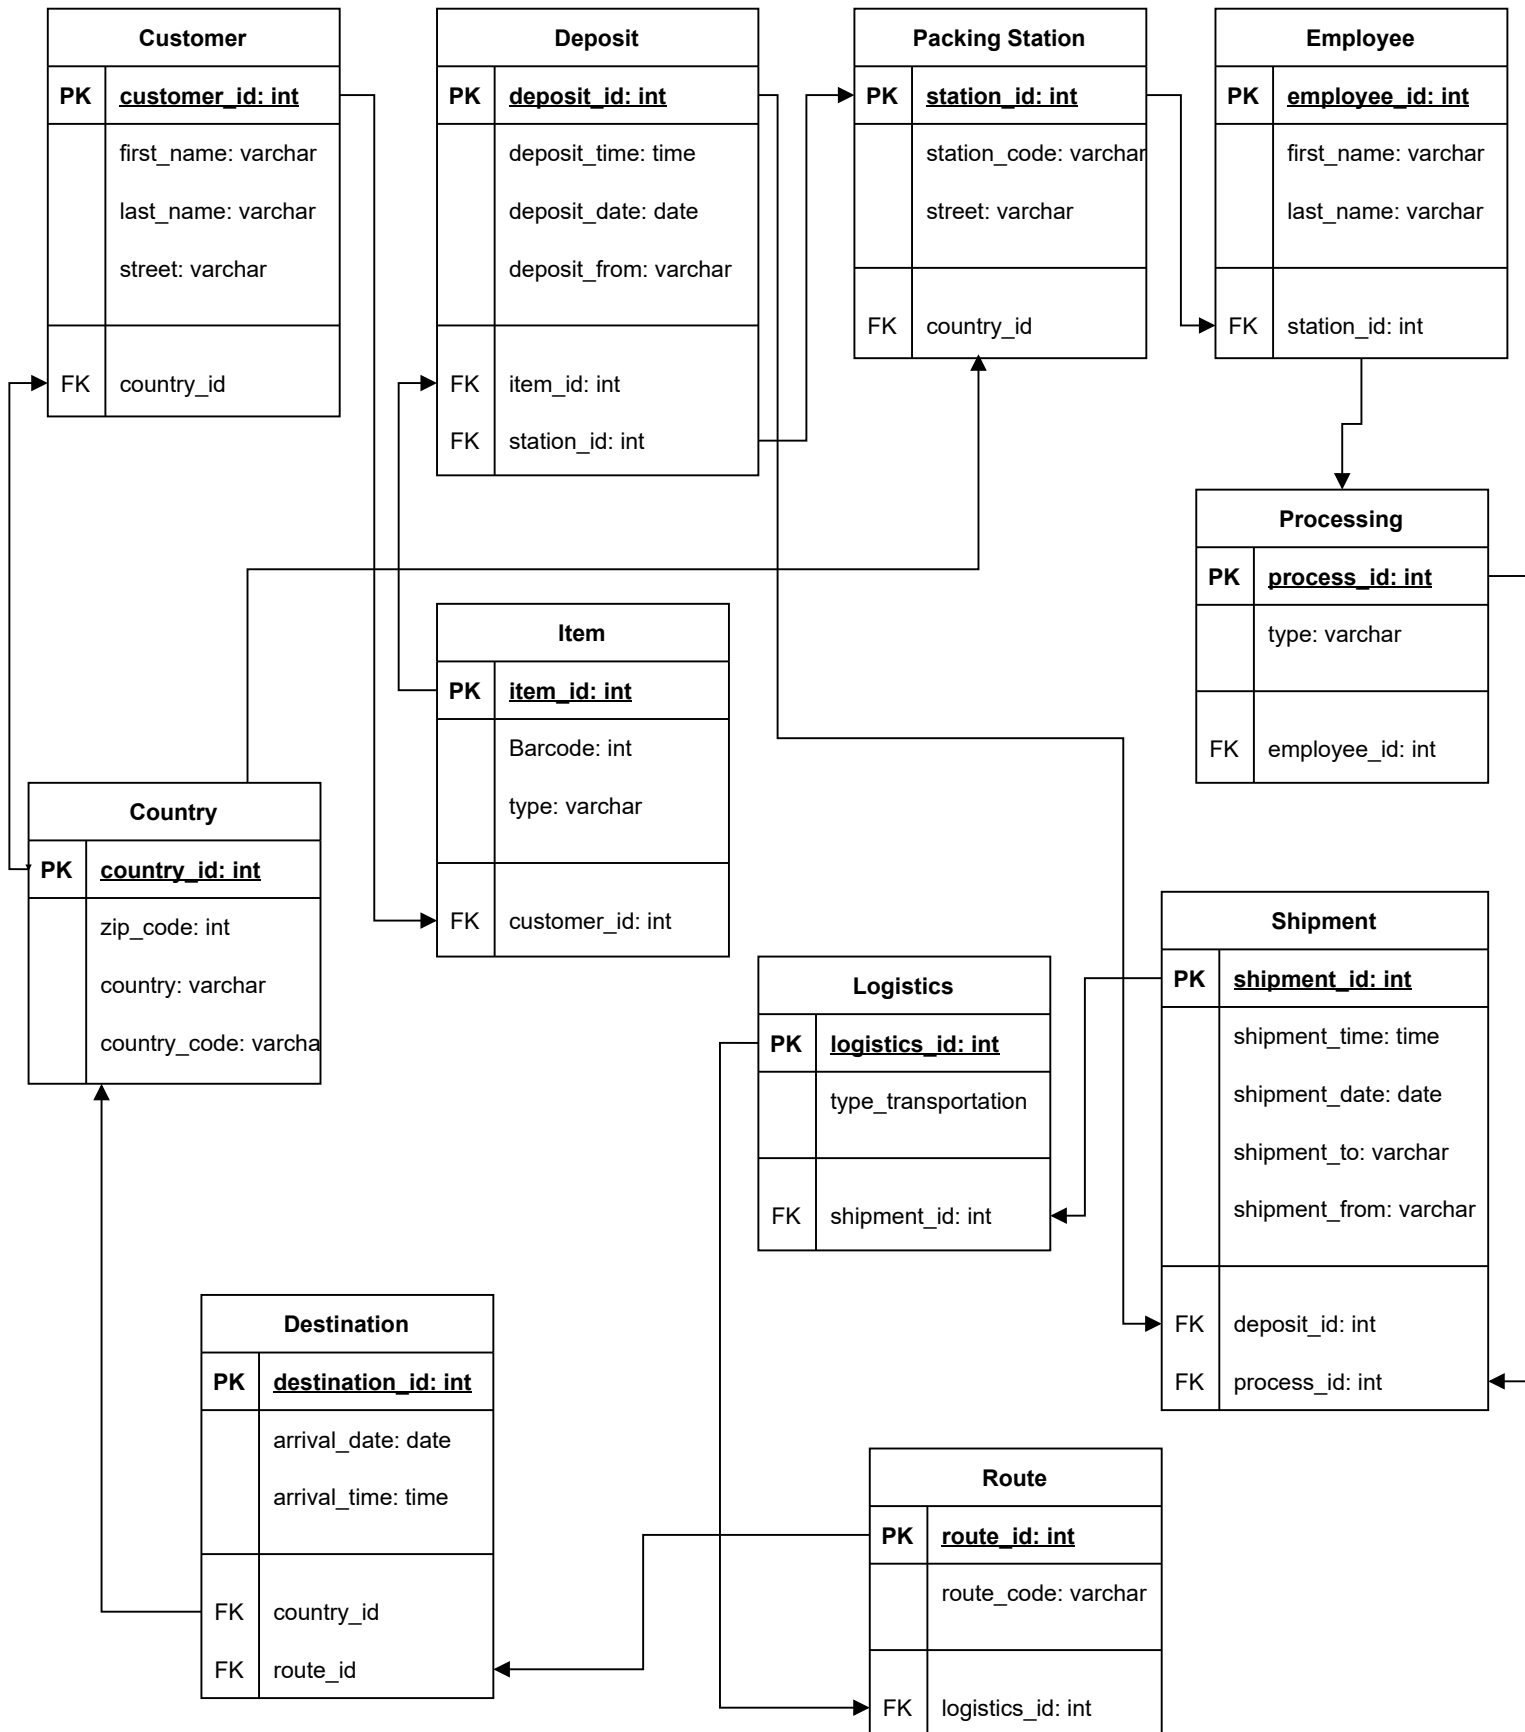 Customer
PK customer_id: int
first_name: varchar
last_name: varchar
street: varchar
FK country_id
Deposit
PK deposit_id: int
deposit_time: time
deposit_date: date
deposit_from: varchar
FK item_id: int
FK station_id: int
Packing Station
PK station_id: int
station_code: varchar
street: varchar
FK country_id
Employee
PK employee_id: int
first_name: varchar
last_name: varchar
FK station_id: int
Processing
PK process_id: int
type: varchar
FK employee_id: int
Item
PK item_id: int
Barcode: int
type: varchar
FK customer_id: int
Country
PK country_id: int
zip_code: int
country: varchar
country_code: varcha
Shipment
PK shipment_id: int
shipment_time: time
shipment_date: date
shipment_to: varchar
shipment_from: varchar
FK deposit_id: int
FK process_id: int
Logistics
PK logistics_id: int
type_transportation
FK shipment_id: int
Destination
PK destination_id: int
arrival_date: date
arrival_time: time
FK country_id
FK route_id
Route
PK route_id: int
route_code: varchar
FK logistics_id: int